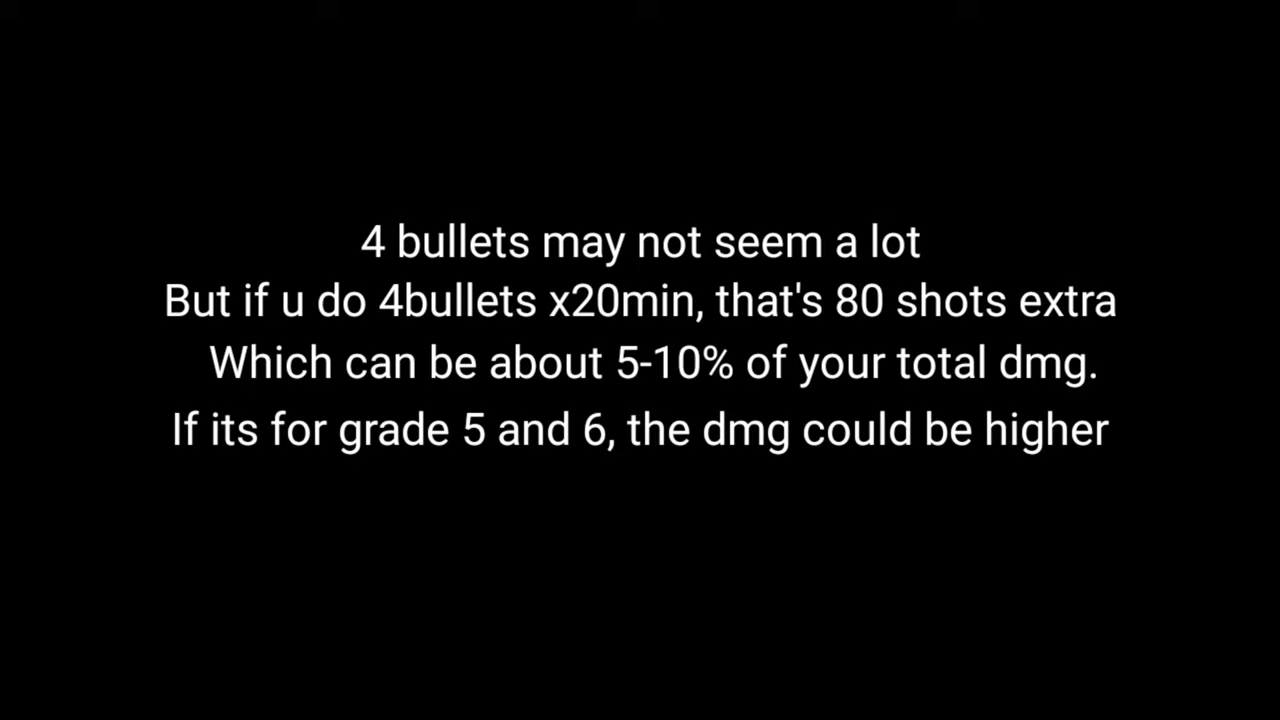 4 bullets may not seem a lot
But if u do 4bullets x20min, that's 80 shots extra
Which can be about 5-10% of your total dmg.
If its for grade 5 and 6, the dmg could be higher